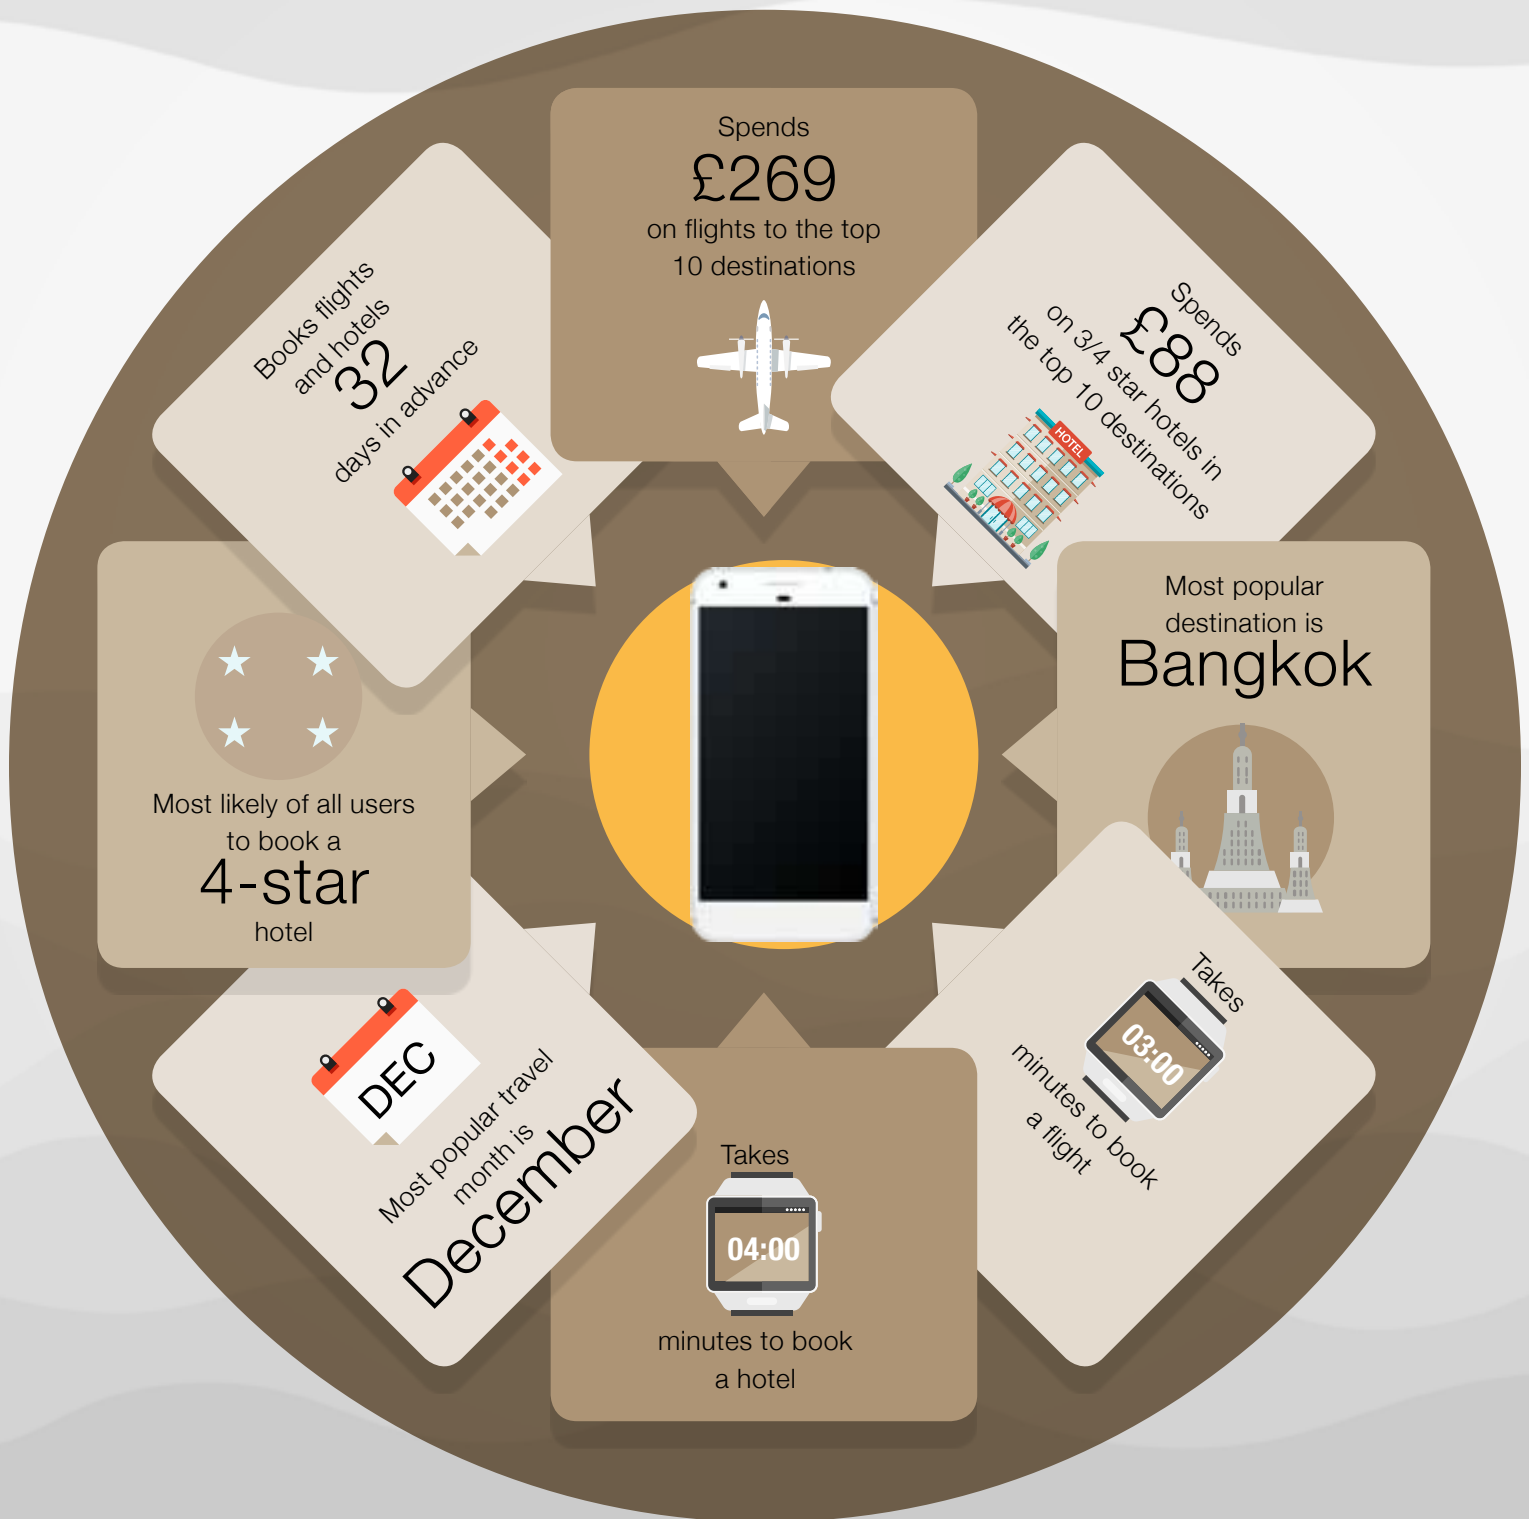 Spends
£269
on flights to the top
10 destinations
Spends
£88
on 3/4 star hotels in
the top 10 destinations
HOTEL
Most popular
destination is
Bangkok
Takes
03:00
minutes to book
a flight
Takes
04:00
minutes to book
a hotel
DEC
Most popular travel
month is
December
Most likely of all users
to book a
4-star
hotel
Books flights
and hotels
32
days in advance